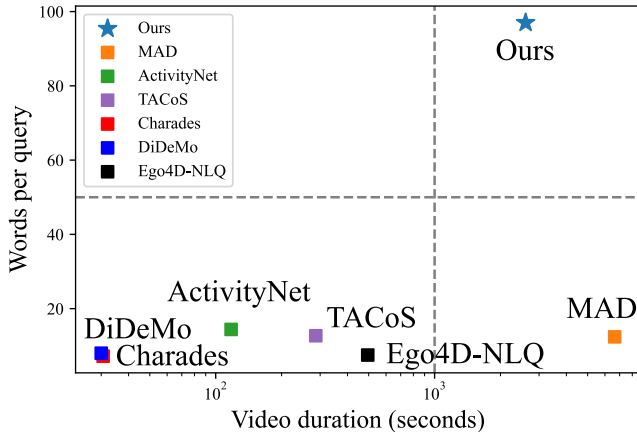 100
80
60
40
20
Words per query
Ours
MAD
ActivityNet
TACoS
Charades
DiDeMo
Ego4D-NLQ
Ours
ActivityNet
TACoS
MAD
DiDeMo
Charades
Ego4D-NLQ
10²
10³
Video duration (seconds)